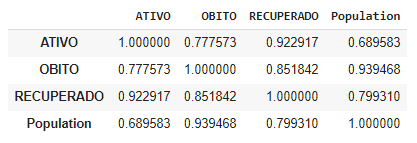 ATIVO OBITO RECUPERADO Population
ATIVO 1.000000 0.777573 0.922917 0.689583
OBITO 0.777573 1.000000 0.851842 0.939468
RECUPERADO 0.922917 0.851842 1.000000 0.799310
Population 0.689583 0.939468 0.799310 1.000000